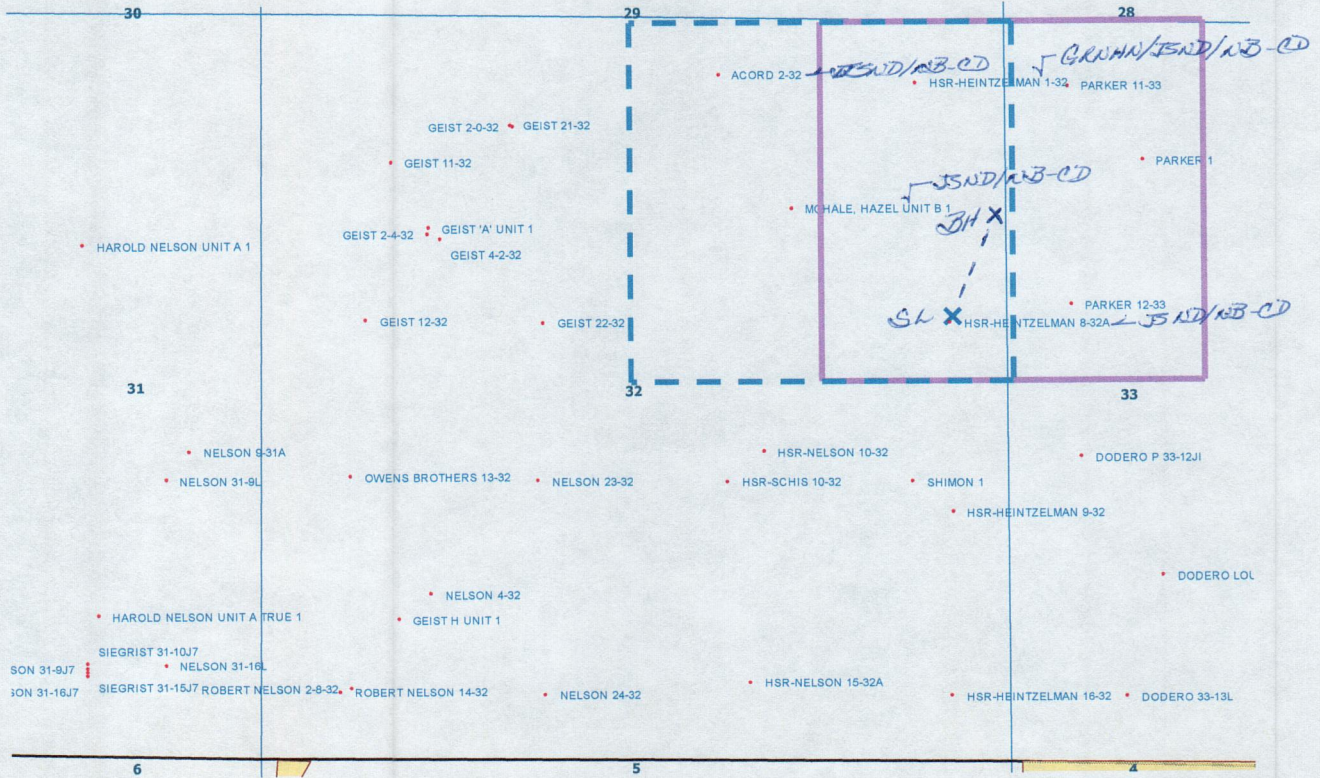 30 29 28
ACORD 2-32 JSND/NB-CD
GRNHN/JSND/NB-CD
HSR-HEINTZELMAN 1-32
PARKER 11-33
GEIST 2-0-32
GEIST 21-32
GEIST 11-32
PARKER 1
JSND/NB-CD
MCHALE, HAZEL UNIT B 1
BH
GEIST 2-4-32
GEIST 'A' UNIT 1
HAROLD NELSON UNIT A 1
GEIST 4-2-32
PARKER 12-33
GEIST 12-32
GEIST 22-32
SL
HSR-HEINTZELMAN 8-32A JSND/NB-CD
31 32 33
NELSON 9-31A
HSR-NELSON 10-32
DODERO P 33-12JI
NELSON 31-9L
OWENS BROTHERS 13-32
NELSON 23-32
HSR-SCHIS 10-32
SHIMON 1
HSR-HEINTZELMAN 9-32
DODERO LOU
NELSON 4-32
HAROLD NELSON UNIT A TRUE 1
GEIST H UNIT 1
SIEGRIST 31-10J7
SON 31-9J7
NELSON 31-16L
SON 31-16J7
SIEGRIST 31-15J7
ROBERT NELSON 2-8-32
ROBERT NELSON 14-32
NELSON 24-32
HSR-NELSON 15-32A
HSR-HEINTZELMAN 16-32
DODERO 33-13L
6 5 4